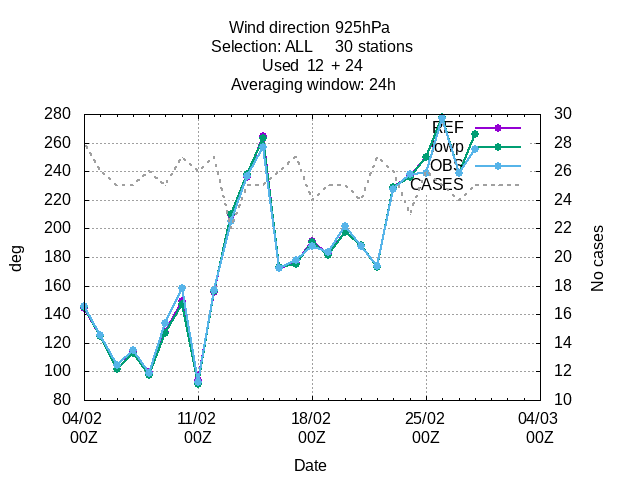 Wind direction 925hPa
Selection: ALL 30 stations
Used 12 + 24
Averaging window: 24h
280
260
240
220
200
180
160
140
120
100
80
deg
30
28
26
24
22
20
18
16
14
12
10
No cases
REF
lowp
OBS
CASES
04/02 11/02 18/02 25/02 04/03
00Z 00Z 00Z 00Z 00Z
Date